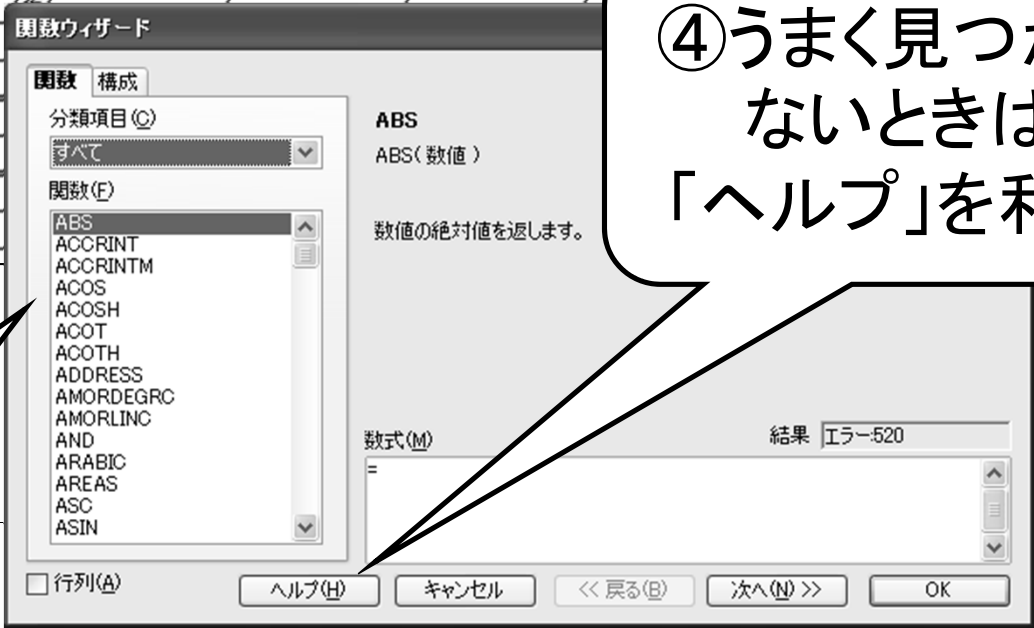 関数ウィザード
④うまく見つか
ないときは
「ヘルプ」を利
関数 構成
分類項目(C)
すべて
関数(F)
ABS
ACCRINT
ACCRINTM
ACOS
ACOSH
ACOT
ACOTH
ADDRESS
AMORDEGRC
AMORLINC
AND
ARABIC
AREAS
ASC
ASIN
ABS
ABS( 数値 )
数値の絶対値を返します。
数式(M)
結果 エラー:520
=
行列(A)
ヘルプ(H) キャンセル << 戻る(B) 次へ(N) >> OK